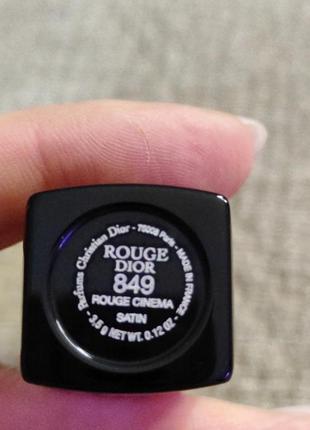 Parfums Christian Dior - 75008 Paris - MADE IN FRANCE
ROUGE
DIOR
849
ROUGE CINEMA
SATIN
- 3.5 g NET WT. 0.12 OZ -